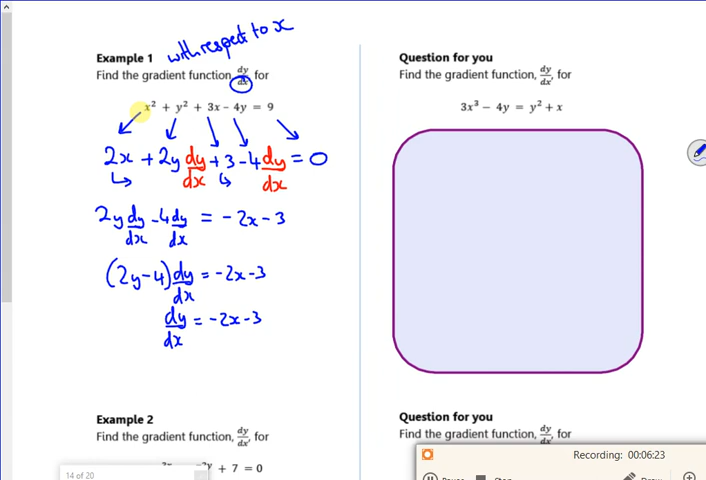 Example 1
with respect to x
Find the gradient function, dy/dx for
x² + y² + 3x − 4y = 9
2x + 2y dy/dx + 3 − 4 dy/dx = 0
2y dy/dx − 4 dy/dx = −2x − 3
(2y − 4) dy/dx = −2x − 3
dy/dx = −2x − 3
Example 2
Find the gradient function, dy/dx, for
+ 7 = 0
14 of 20
Question for you
Find the gradient function, dy/dx, for
3x³ − 4y = y² + x
Question for you
Find the gradient function, dy/dx, for
Recording: 00:06:23